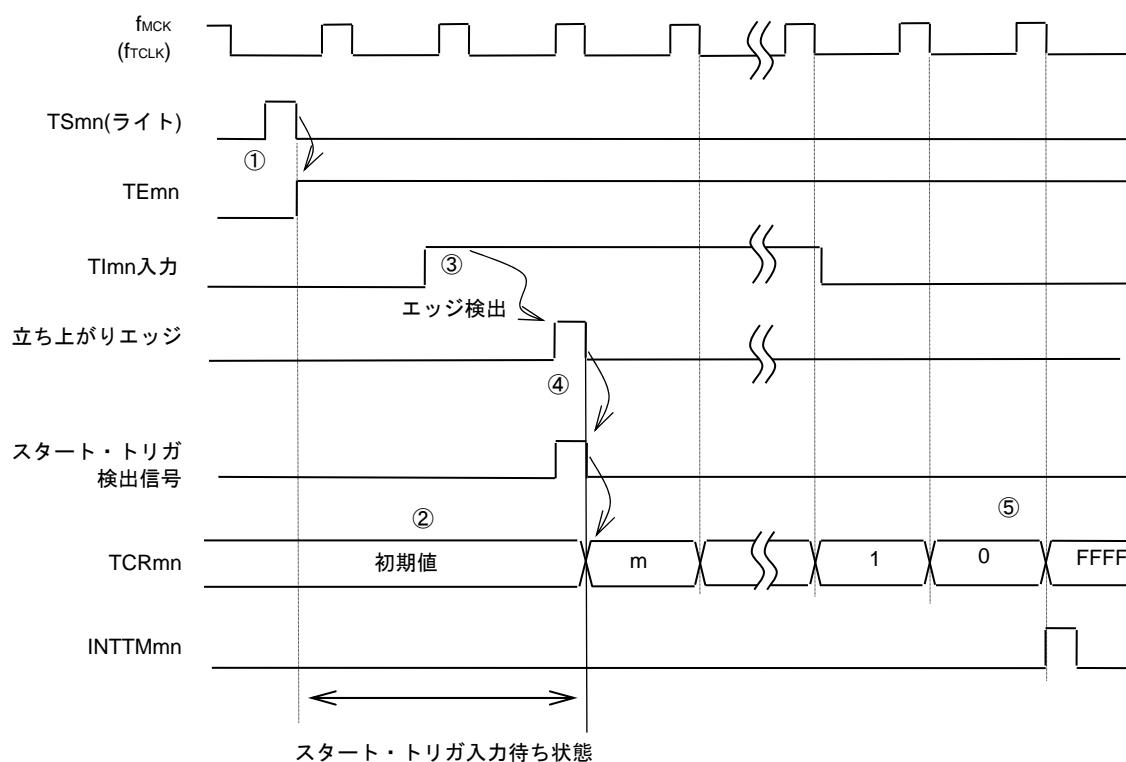 fMCK
(fTCLK)
TSmn(ライト)
①
TEmn
TImn入力
③
エッジ検出
立ち上がりエッジ
④
スタート・トリガ
検出信号
②
⑤
TCRmn
初期値
m
1
0
FFFF
INTTMmn
スタート・トリガ入力待ち状態